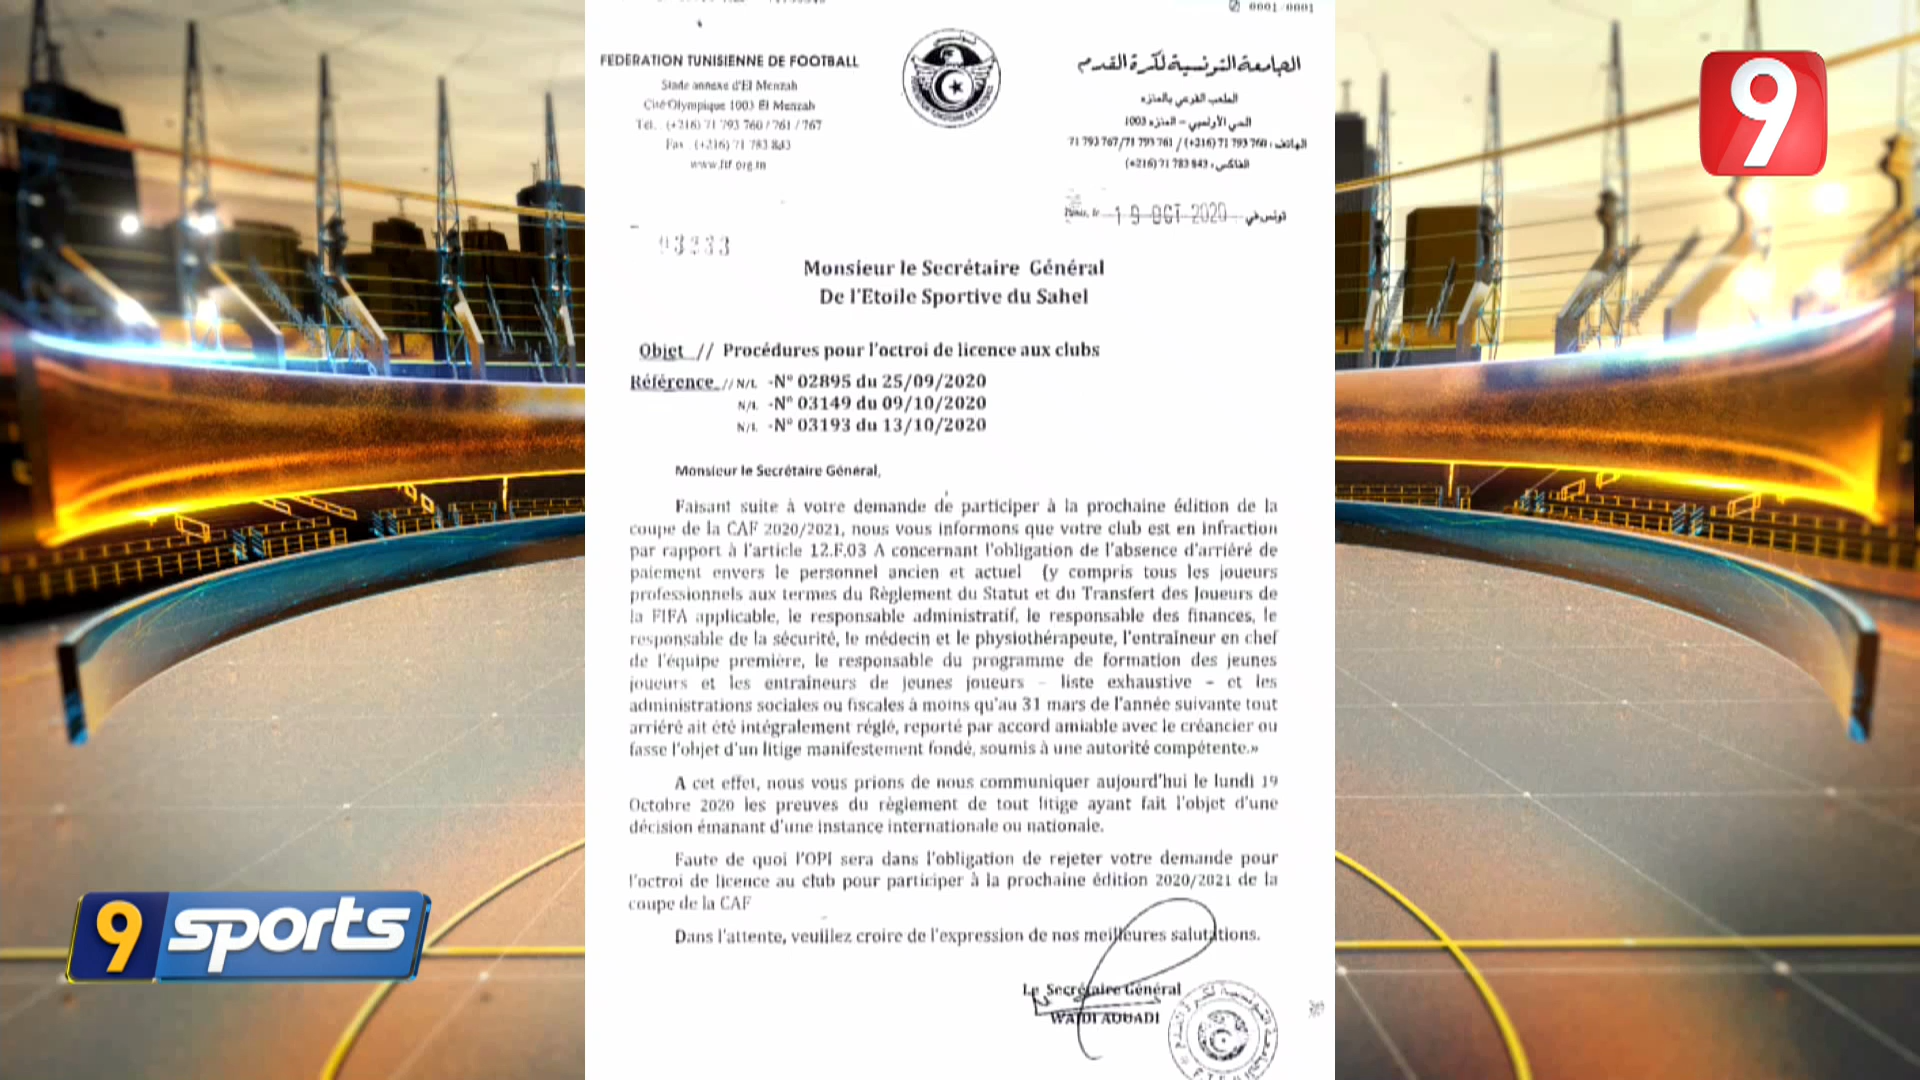 0001/0001
FEDERATION TUNISIENNE DE FOOTBALL
Stade annexe d'El Menzah
Cité Olympique 1003 El Menzah
Tél. : (+216) 71 793 760 / 761 / 767
Fax : (+216) 71 783 843
www.ftf.org.tn
الجامعة التونسية لكرة القدم
الملعب الفرعي بالمنزه
الحي الأولمبي - المنزه 1003
الهاتف : 71 793 760 (216+) / 71 793 761/71 793 767
الفاكس : 71 783 843 (216+)
Tunis, le 19 OCT 2020 تونس في
Monsieur le Secrétaire Général
De l'Etoile Sportive du Sahel
Objet // Procédures pour l'octroi de licence aux clubs
Référence // N/L -N° 02895 du 25/09/2020
N/L -N° 03149 du 09/10/2020
N/L -N° 03193 du 13/10/2020
Monsieur le Secrétaire Général,
Faisant suite à votre demande de participer à la prochaine édition de la
coupe de la CAF 2020/2021, nous vous informons que votre club est en infraction
par rapport à l'article 12.F.03 A concernant l'obligation de l'absence d'arriéré de
paiement envers le personnel ancien et actuel (y compris tous les joueurs
professionnels aux termes du Règlement du Statut et du Transfert des Joueurs de
la FIFA applicable, le responsable administratif, le responsable des finances, le
responsable de la sécurité, le médecin et le physiothérapeute, l'entraîneur en chef
de l'équipe première, le responsable du programme de formation des jeunes
joueurs et les entraîneurs de jeunes joueurs – liste exhaustive – et les
administrations sociales ou fiscales à moins qu'au 31 mars de l'année suivante tout
arriéré ait été intégralement réglé, reporté par accord amiable avec le créancier ou
fasse l'objet d'un litige manifestement fondé, soumis à une autorité compétente.»
A cet effet, nous vous prions de nous communiquer aujourd'hui le lundi 19
Octobre 2020 les preuves du règlement de tout litige ayant fait l'objet d'une
décision émanant d'une instance internationale ou nationale.
Faute de quoi l'OPI sera dans l'obligation de rejeter votre demande pour
l'octroi de licence au club pour participer à la prochaine édition 2020/2021 de la
coupe de la CAF
Dans l'attente, veuillez croire de l'expression de nos meilleures salutations.
Le Secrétaire Général
WAJDI AOUADI
9
9 sports